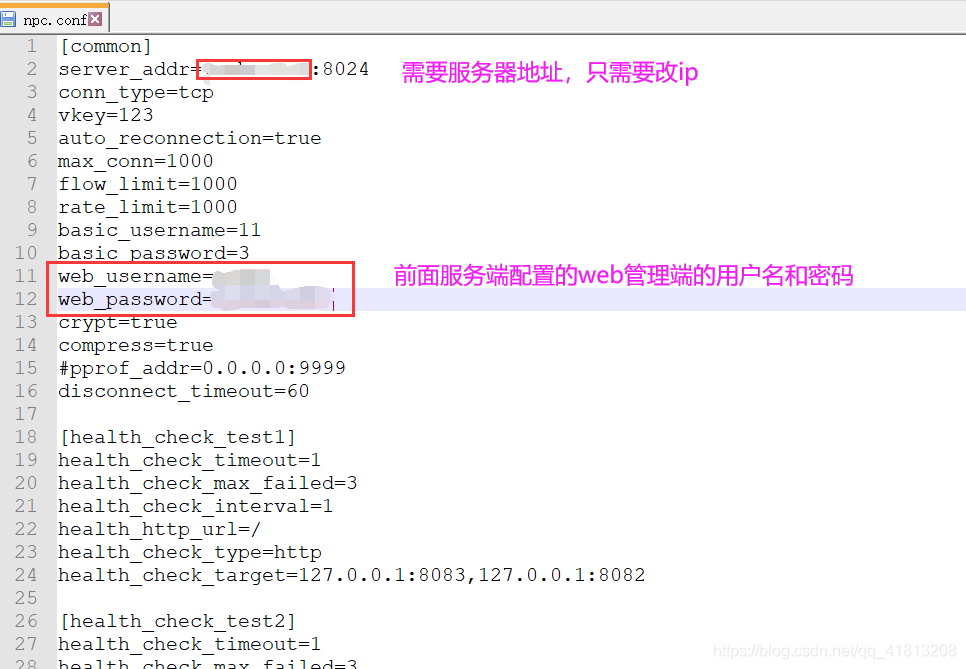 npc.conf
1 [common]
2 server_addr= :8024 需要服务器地址，只需要改ip
3 conn_type=tcp
4 vkey=123
5 auto_reconnection=true
6 max_conn=1000
7 flow_limit=1000
8 rate_limit=1000
9 basic_username=11
10 basic_password=3
11 web_username= 前面服务端配置的web管理端的用户名和密码
12 web_password=
13 crypt=true
14 compress=true
15 #pprof_addr=0.0.0.0:9999
16 disconnect_timeout=60
17
18 [health_check_test1]
19 health_check_timeout=1
20 health_check_max_failed=3
21 health_check_interval=1
22 health_http_url=/
23 health_check_type=http
24 health_check_target=127.0.0.1:8083,127.0.0.1:8082
25
26 [health_check_test2]
27 health_check_timeout=1
28 health_check_max_failed=3
https://blog.csdn.net/qq_41813208